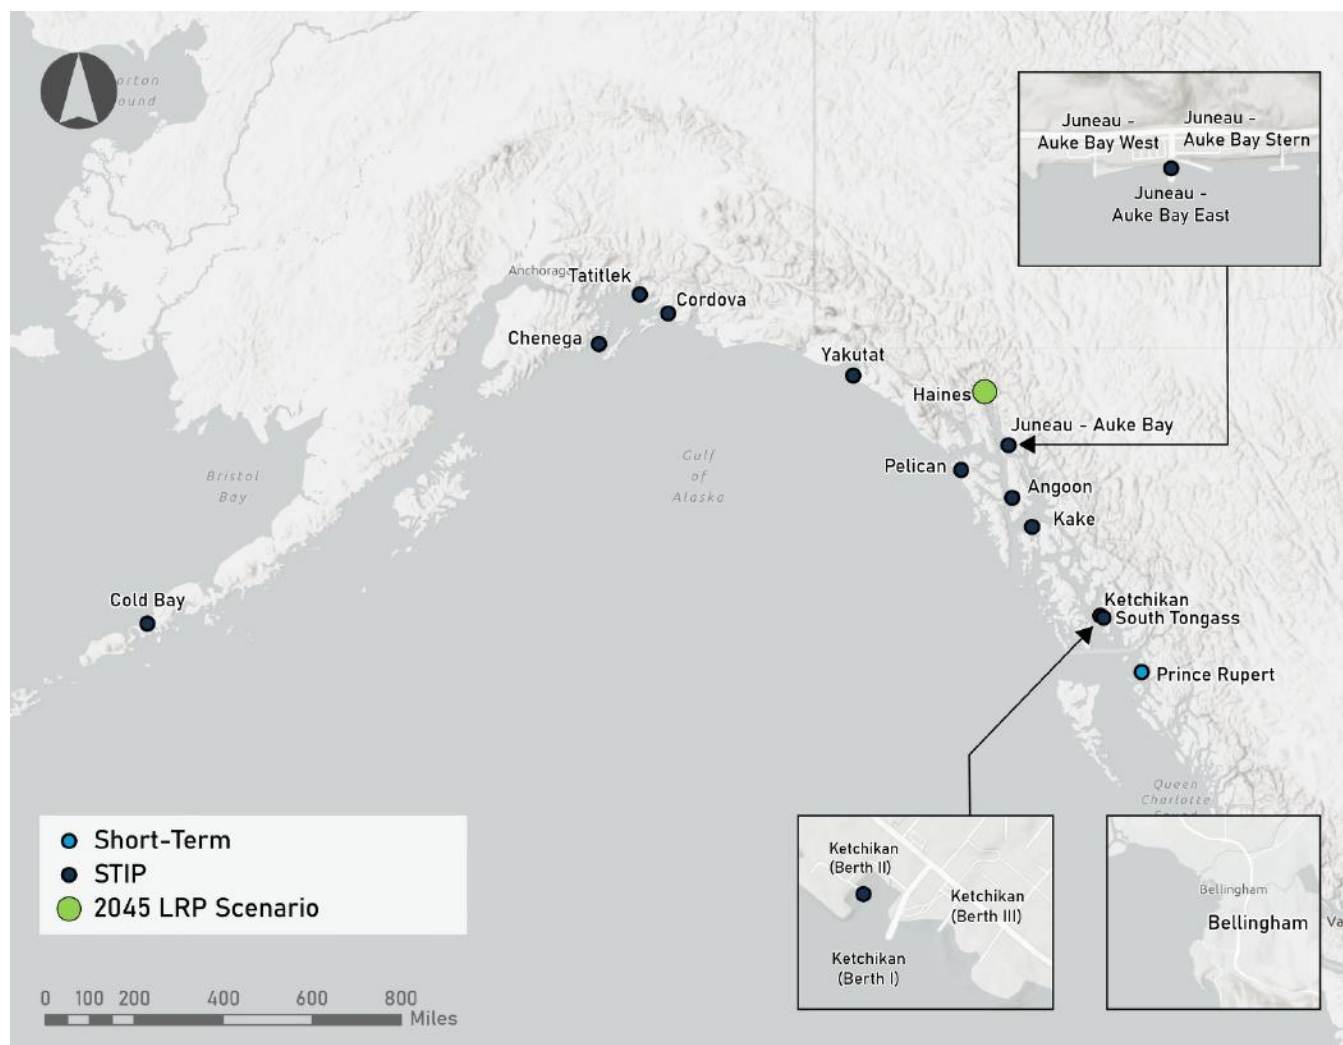 Juneau -
Auke Bay West
Juneau -
Auke Bay Stern
Juneau -
Auke Bay East
Tatitlek
Cordova
Chenega
Yakutat
Haines
Juneau - Auke Bay
Pelican
Angoon
Kake
Bristol
Bay
Gulf
of
Alaska
Cold Bay
Ketchikan
South Tongass
Prince Rupert
Queen
Charlotte
Short-Term
STIP
2045 LRP Scenario
Ketchikan
(Berth II)
Ketchikan
(Berth III)
Ketchikan
(Berth I)
Bellingham
Bellingham
0 100 200 400 600 800
Miles